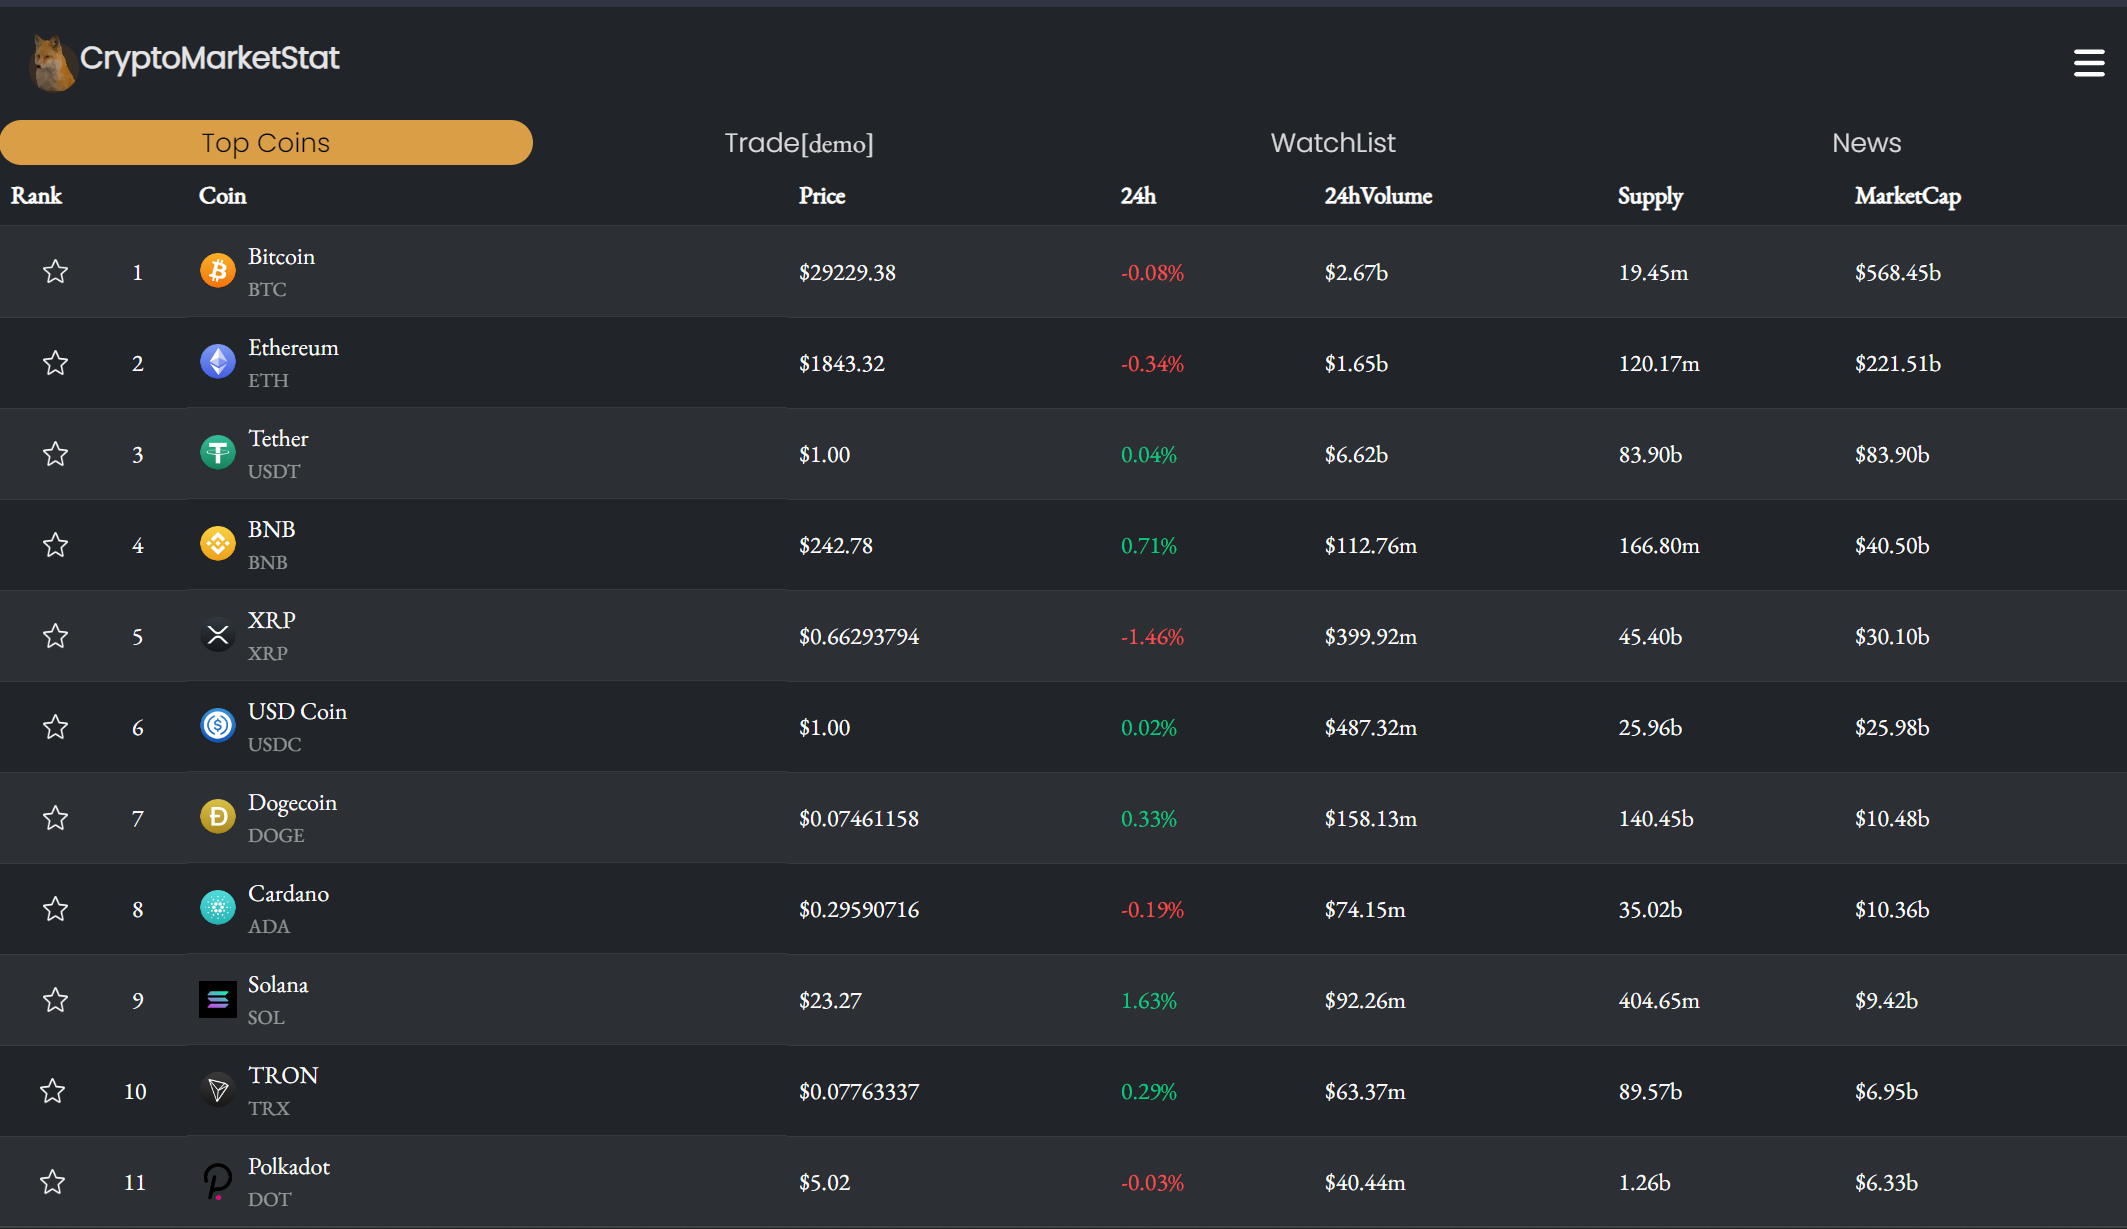 CryptoMarketStat
Top Coins Trade[demo] WatchList News
Rank Coin Price 24h 24hVolume Supply MarketCap
1 Bitcoin BTC $29229.38 -0.08% $2.67b 19.45m $568.45b
2 Ethereum ETH $1843.32 -0.34% $1.65b 120.17m $221.51b
3 Tether USDT $1.00 0.04% $6.62b 83.90b $83.90b
4 BNB BNB $242.78 0.71% $112.76m 166.80m $40.50b
5 XRP XRP $0.66293794 -1.46% $399.92m 45.40b $30.10b
6 USD Coin USDC $1.00 0.02% $487.32m 25.96b $25.98b
7 Dogecoin DOGE $0.07461158 0.33% $158.13m 140.45b $10.48b
8 Cardano ADA $0.29590716 -0.19% $74.15m 35.02b $10.36b
9 Solana SOL $23.27 1.63% $92.26m 404.65m $9.42b
10 TRON TRX $0.07763337 0.29% $63.37m 89.57b $6.95b
11 Polkadot DOT $5.02 -0.03% $40.44m 1.26b $6.33b